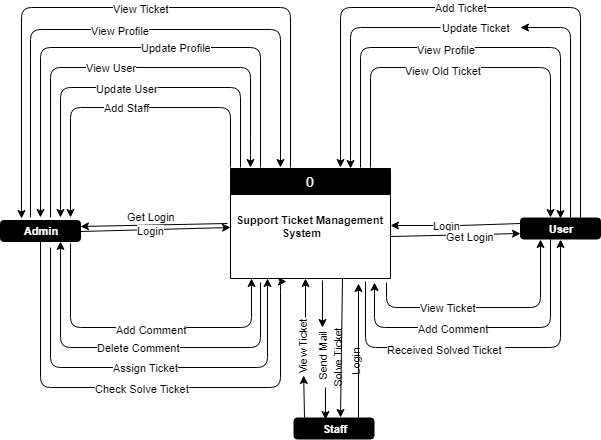 View Ticket
Add Ticket
View Profile
Update Ticket
Update Profile
View Profile
View User
View Old Ticket
Update User
Add Staff
0
Get Login
Support Ticket Management
System
Login
Admin
Login
User
Get Login
View Ticket
Add Comment
Add Comment
Delete Comment
Received Solved Ticket
Assign Ticket
Check Solve Ticket
View Ticket
Send Mail
Solve Ticket
Login
Staff